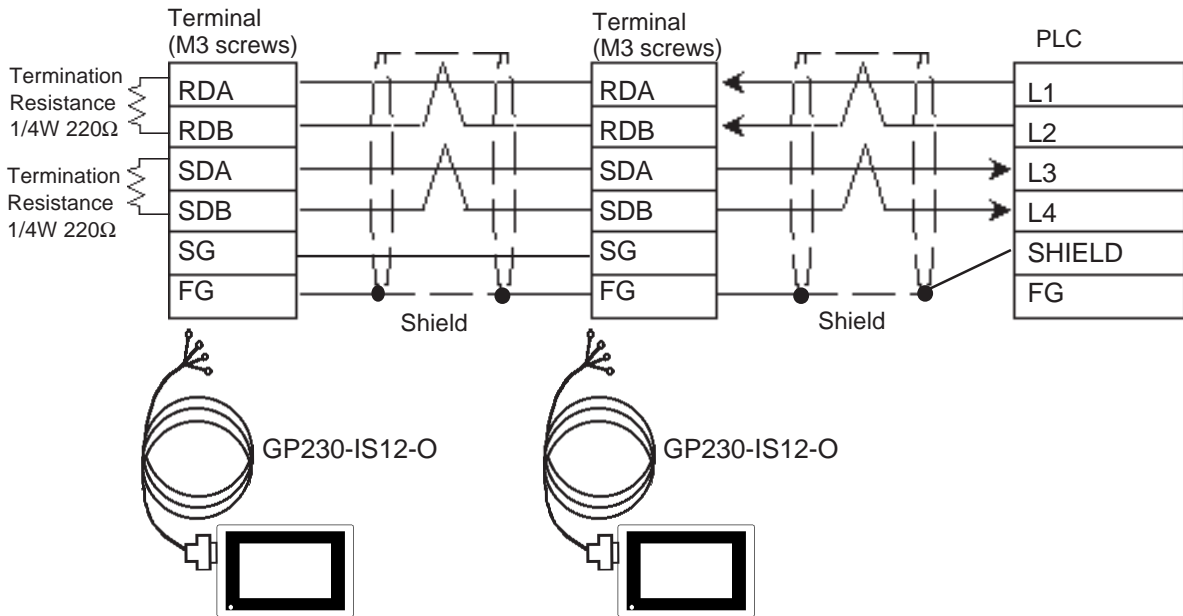 Terminal
(M3 screws)
Terminal
(M3 screws)
PLC
Termination
Resistance
1/4W 220Ω
Termination
Resistance
1/4W 220Ω
RDA
RDB
SDA
SDB
SG
FG
RDA
RDB
SDA
SDB
SG
FG
L1
L2
L3
L4
SHIELD
FG
Shield
Shield
GP230-IS12-O
GP230-IS12-O